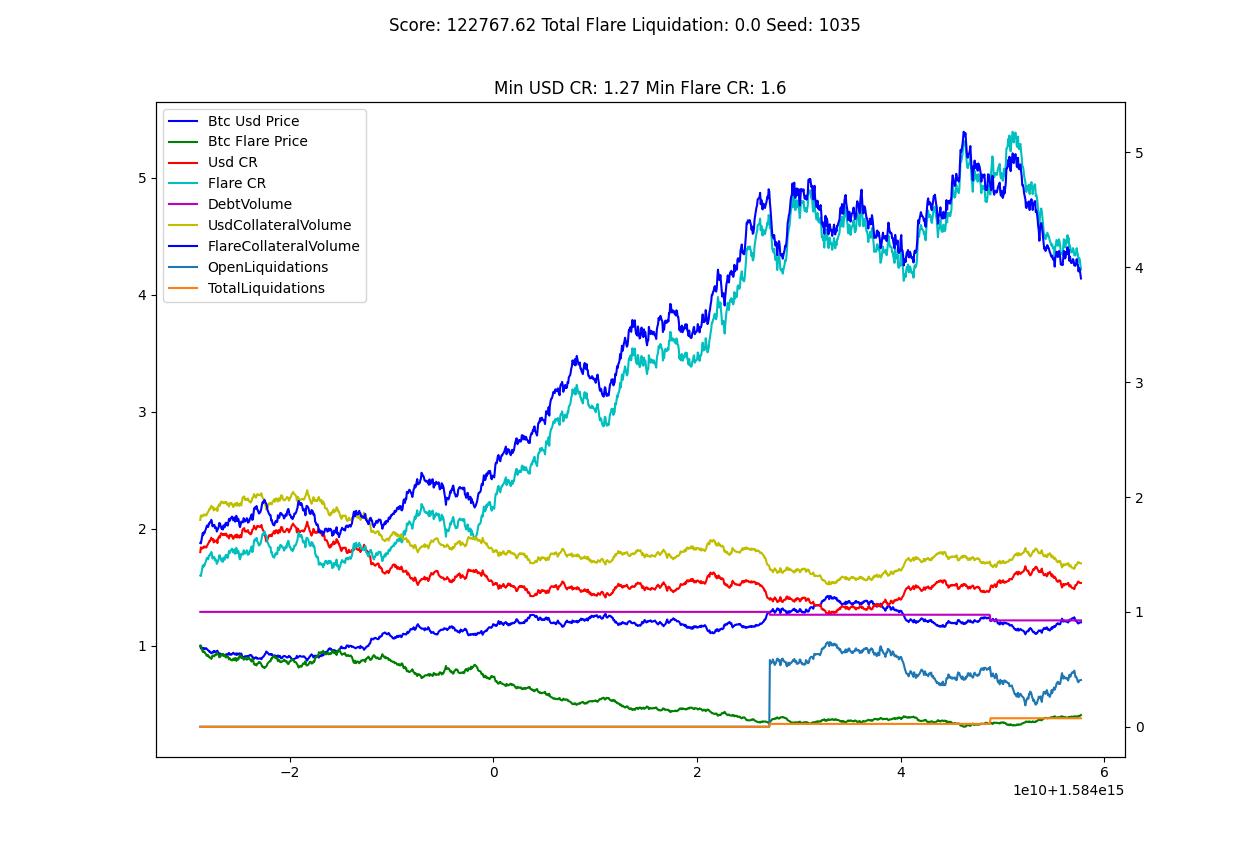 Score: 122767.62 Total Flare Liquidation: 0.0 Seed: 1035
Min USD CR: 1.27 Min Flare CR: 1.6
Btc Usd Price
Btc Flare Price
Usd CR
Flare CR
DebtVolume
UsdCollateralVolume
FlareCollateralVolume
OpenLiquidations
TotalLiquidations
5
4
3
2
1
5
4
3
2
1
0
−2
0
2
4
6
1e10+1.584e15